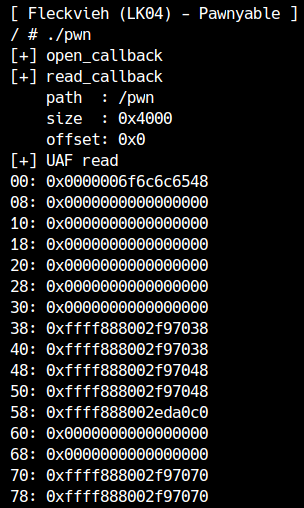 [ Fleckvieh (LK04) - Pawnyable ]
/ # ./pwn
[+] open_callback
[+] read_callback
    path  : /pwn
    size  : 0x4000
    offset: 0x0
[+] UAF read
00: 0x0000006f6c6c6548
08: 0x0000000000000000
10: 0x0000000000000000
18: 0x0000000000000000
20: 0x0000000000000000
28: 0x0000000000000000
30: 0x0000000000000000
38: 0xffff888002f97038
40: 0xffff888002f97038
48: 0xffff888002f97048
50: 0xffff888002f97048
58: 0xffff888002eda0c0
60: 0x0000000000000000
68: 0x0000000000000000
70: 0xffff888002f97070
78: 0xffff888002f97070